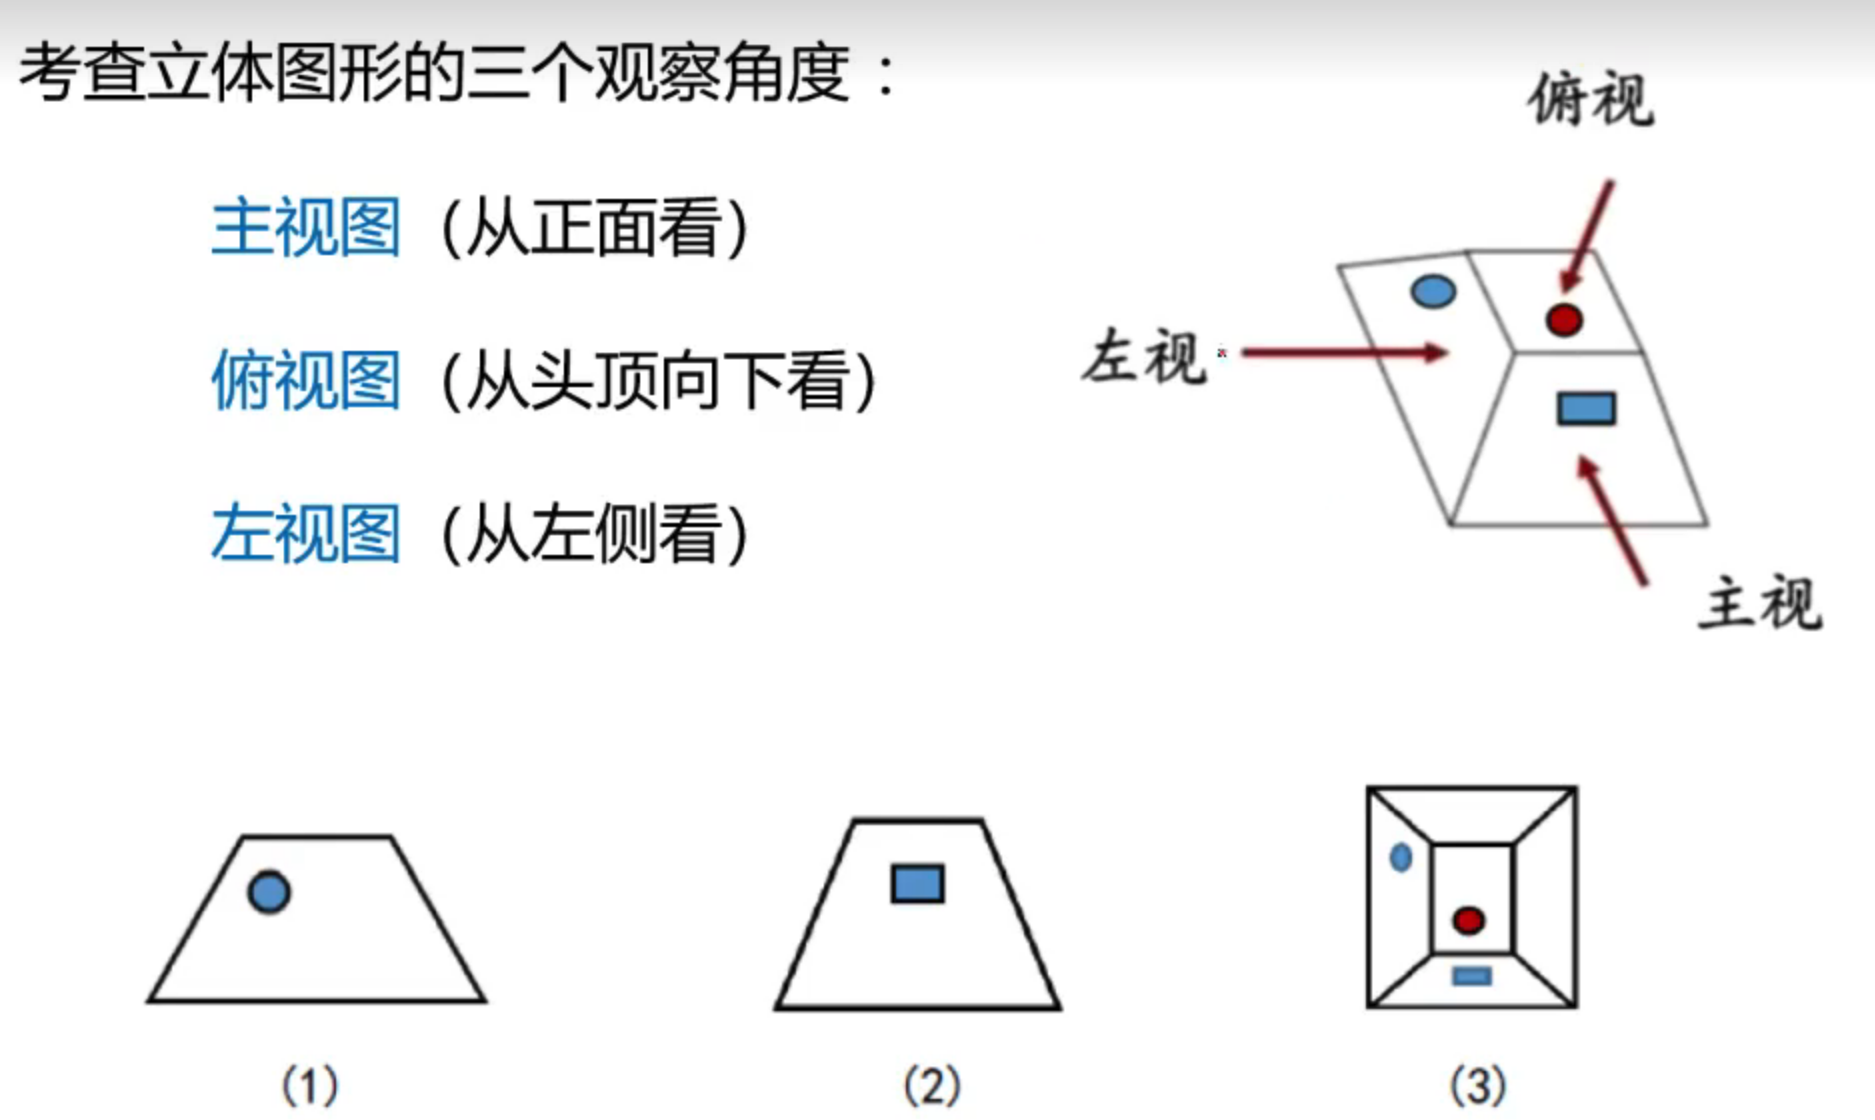 考查立体图形的三个观察角度：
俯视
主视图（从正面看）
俯视图（从头顶向下看）
左视
左视图（从左侧看）
主视
(1)
(2)
(3)